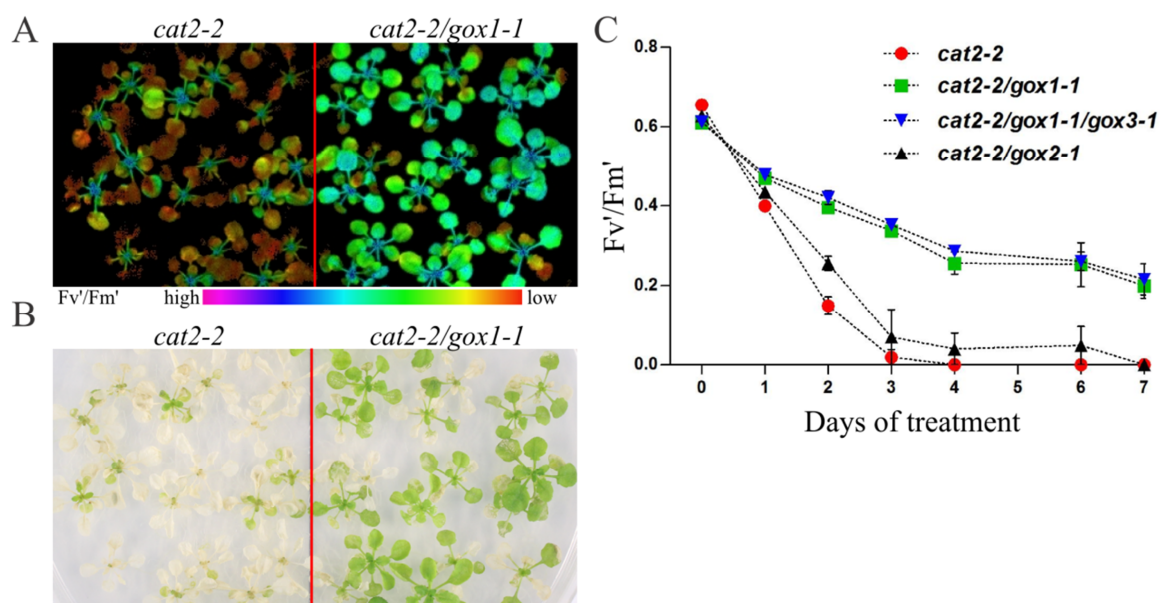 A
cat2-2 cat2-2/gox1-1
Fv'/Fm' high low
B
cat2-2 cat2-2/gox1-1
C
0.8
0.6
0.4
0.2
0.0
Fv'/Fm'
0 1 2 3 4 5 6 7
Days of treatment
cat2-2
cat2-2/gox1-1
cat2-2/gox1-1/gox3-1
cat2-2/gox2-1